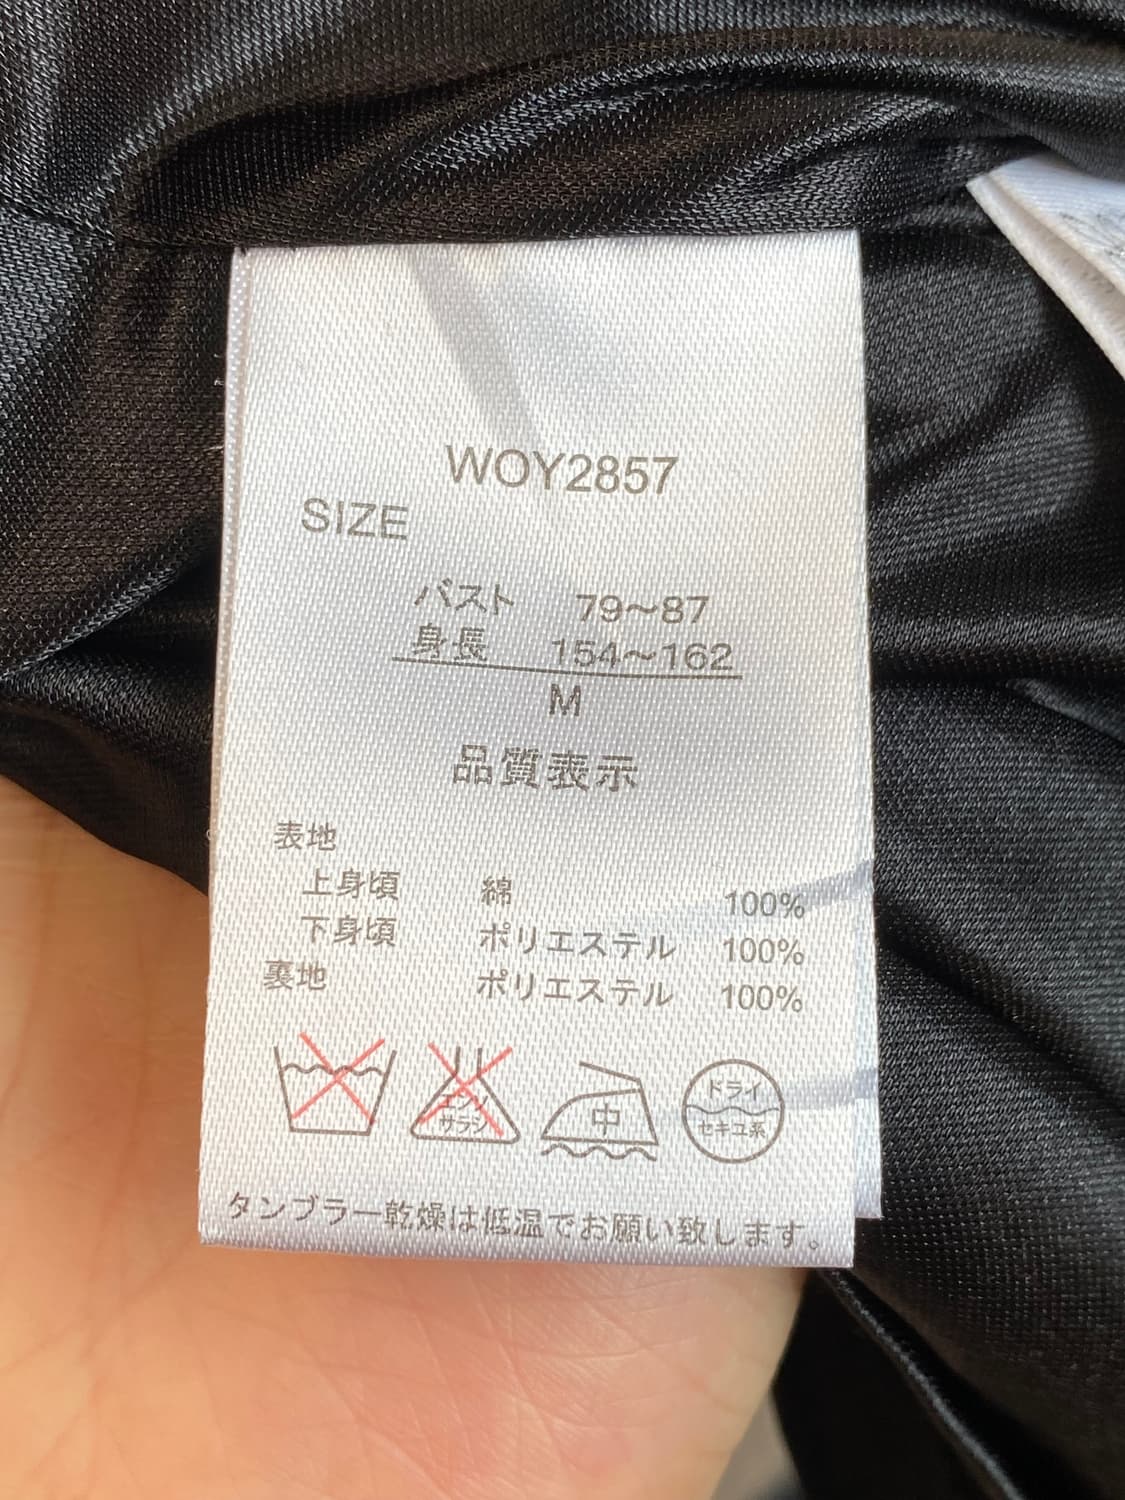 WOY2857
SIZE
バスト 79～87
身長 154～162
M
品質表示
表地
上身頃 綿 100%
下身頃 ポリエステル 100%
裏地 ポリエステル 100%
エンソ
サラシ
中
ドライ
セキユ系
タンブラー乾燥は低温でお願い致します。